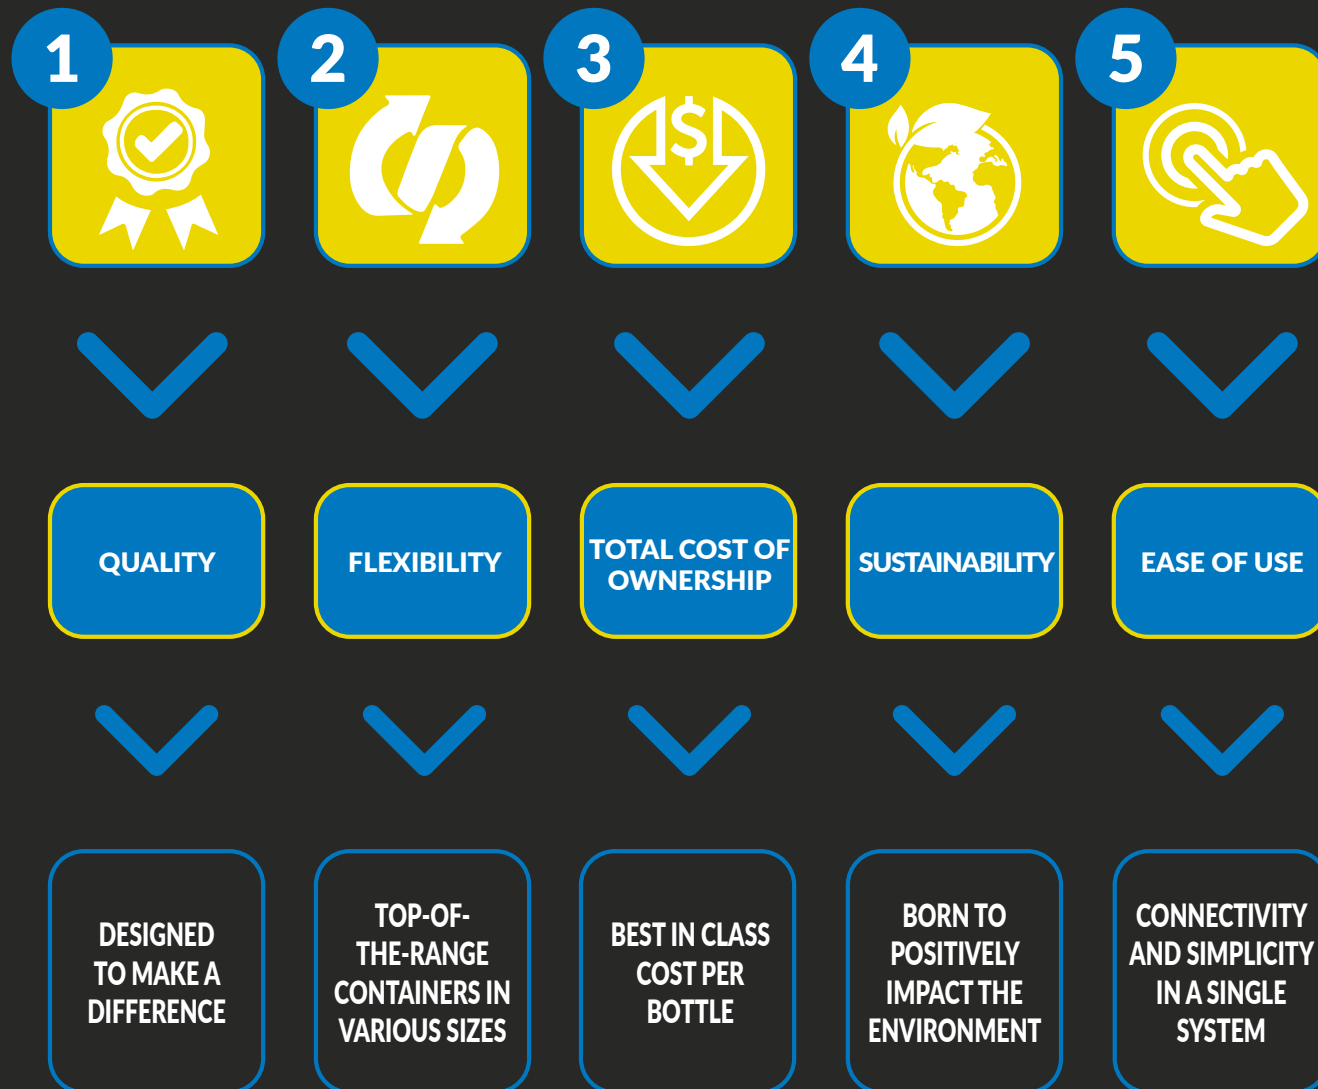 1
2
3
$
4
5
QUALITY
FLEXIBILITY
TOTAL COST OF
OWNERSHIP
SUSTAINABILITY
EASE OF USE
DESIGNED
TO MAKE A
DIFFERENCE
TOP-OF-
THE-RANGE
CONTAINERS IN
VARIOUS SIZES
BEST IN CLASS
COST PER
BOTTLE
BORN TO
POSITIVELY
IMPACT THE
ENVIRONMENT
CONNECTIVITY
AND SIMPLICITY
IN A SINGLE
SYSTEM